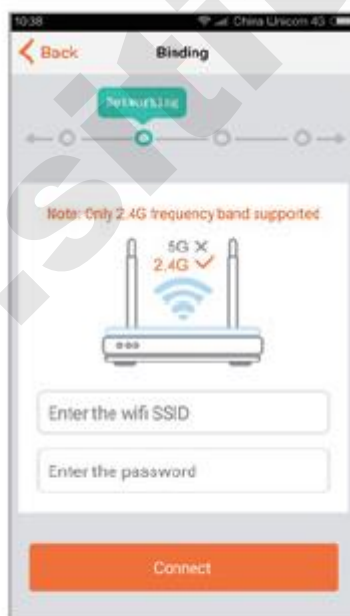 10:38 China Unicom 4G
Back Binding
Networking
Note: Only 2.4G frequency band supported
5G
2.4G
Enter the wifi SSID
Enter the password
Connect